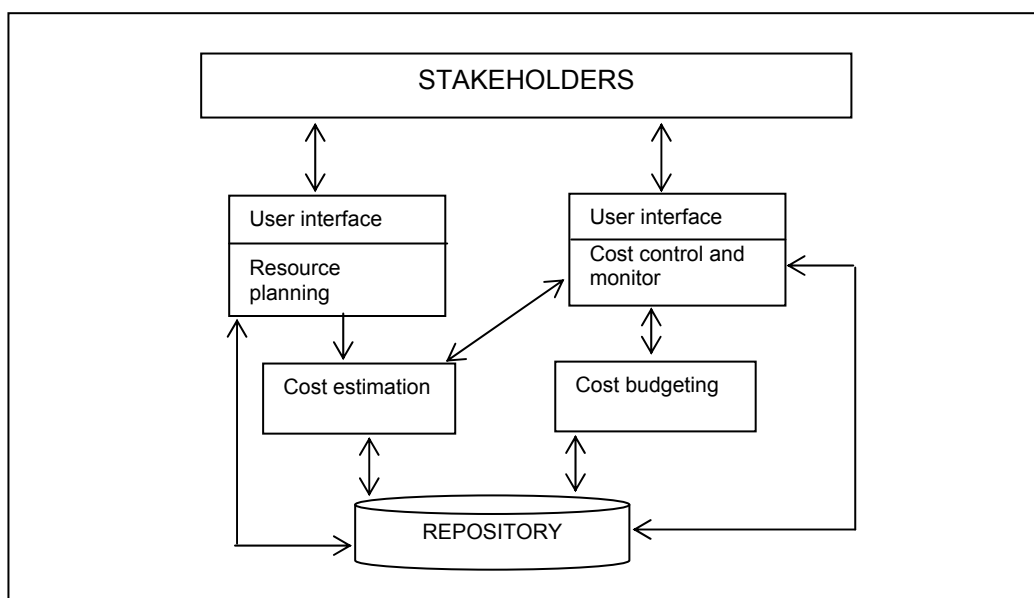 STAKEHOLDERS
User interface
Resource
planning
User interface
Cost control and
monitor
Cost estimation
Cost budgeting
REPOSITORY